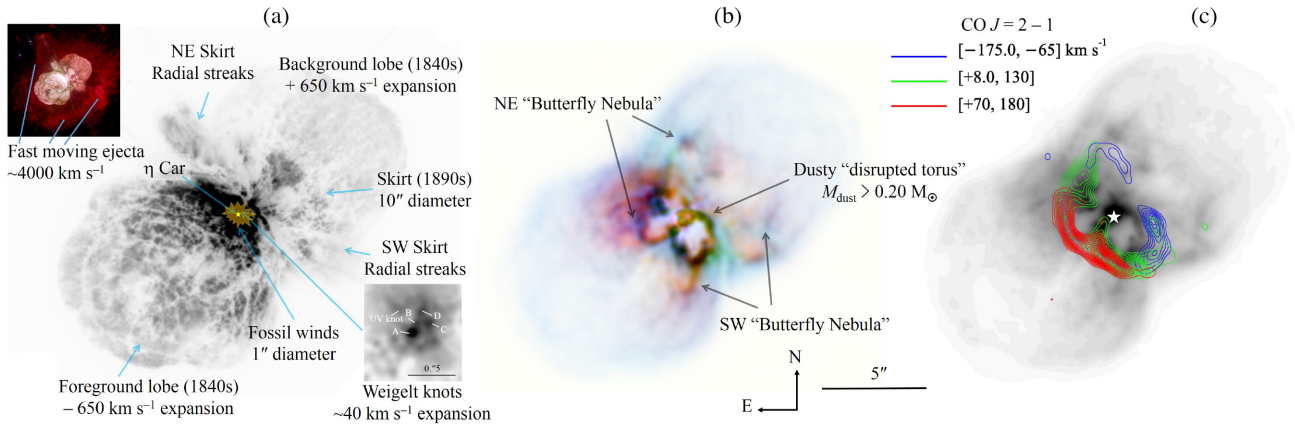 (a)
NE Skirt
Radial streaks
Background lobe (1840s)
+ 650 km s⁻¹ expansion
Fast moving ejecta
~4000 km s⁻¹
η Car
Skirt (1890s)
10″ diameter
SW Skirt
Radial streaks
Fossil winds
1″ diameter
UV knot
B
D
A
C
0.″5
Weigelt knots
~40 km s⁻¹ expansion
Foreground lobe (1840s)
− 650 km s⁻¹ expansion
(b)
NE “Butterfly Nebula”
Dusty “disrupted torus”
M_dust > 0.20 M☉
SW “Butterfly Nebula”
N
E
5″
(c)
CO J = 2 − 1
[−175.0, −65] km s⁻¹
[+8.0, 130]
[+70, 180]